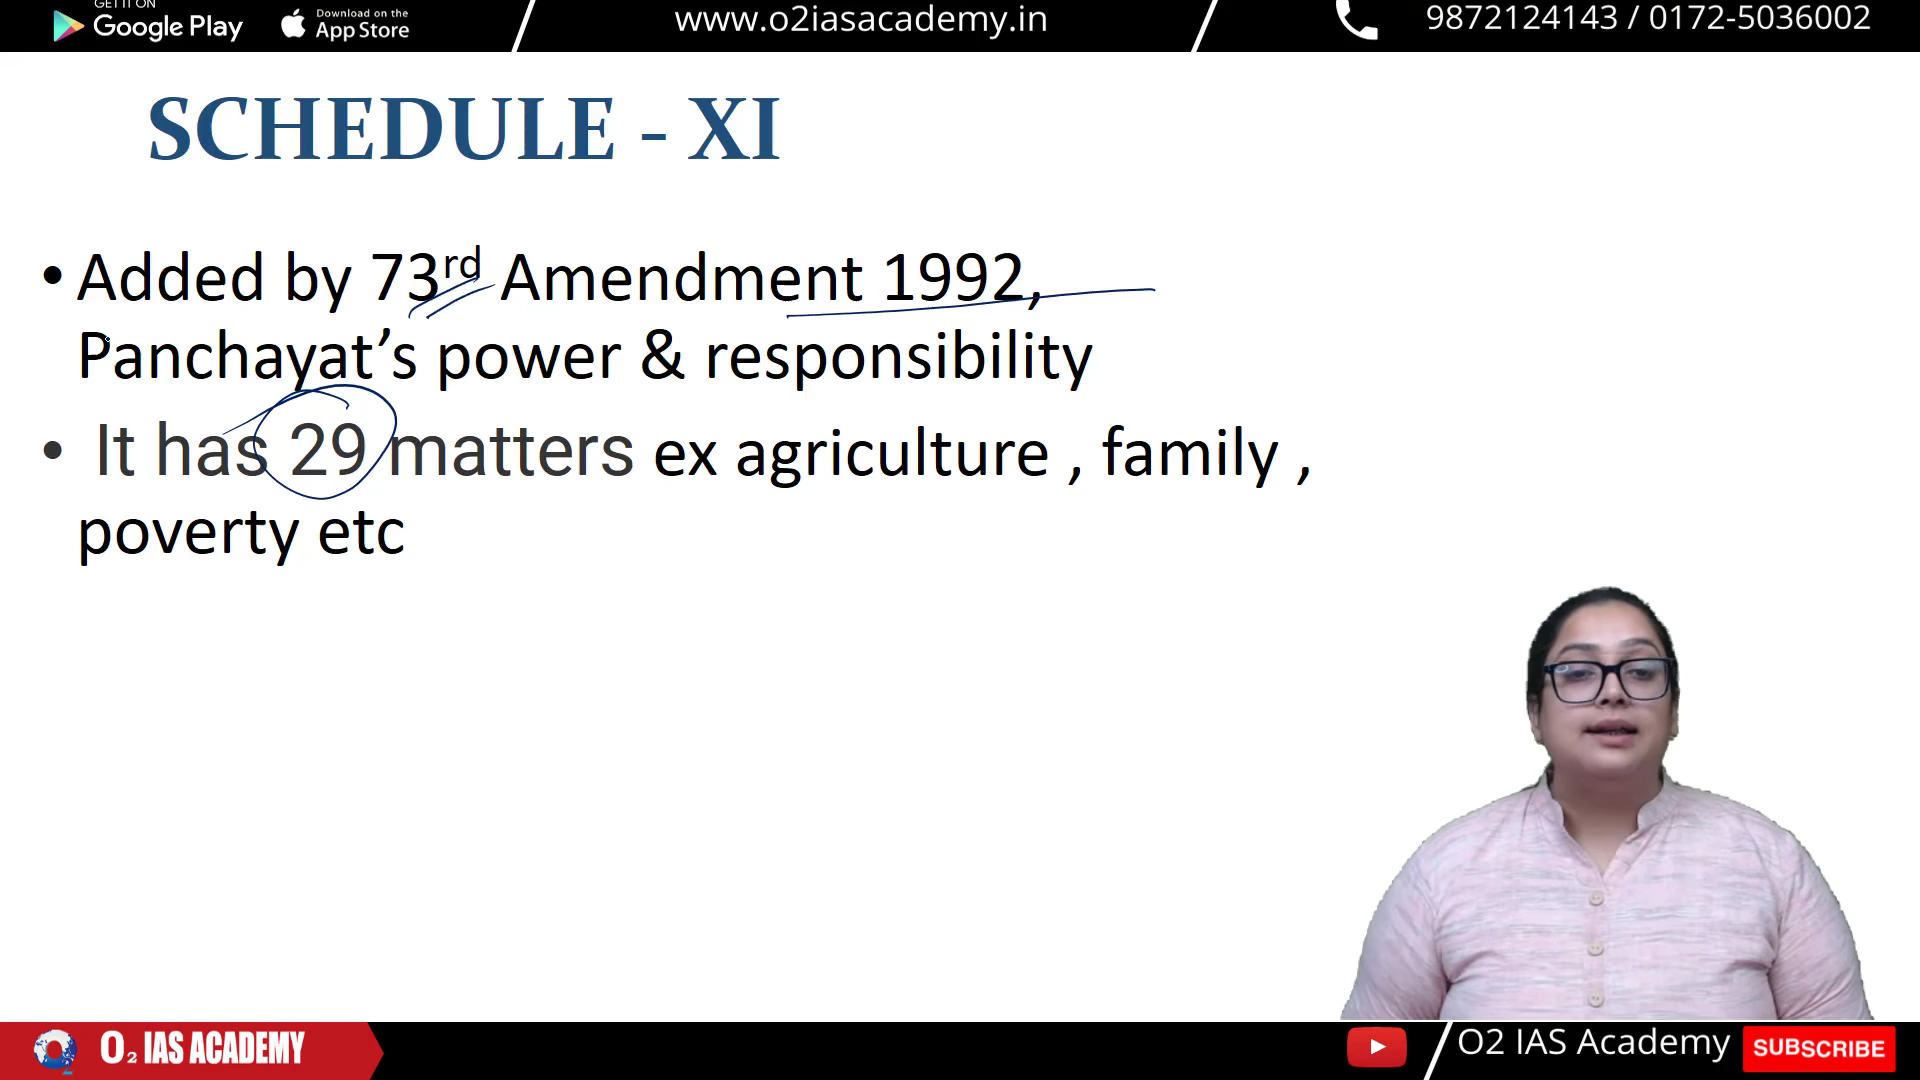 GET IT ON
Google Play
Download on the
App Store
www.o2iasacademy.in
9872124143 / 0172-5036002
SCHEDULE - XI
• Added by 73rd Amendment 1992,
Panchayat’s power & responsibility
• It has 29 matters ex agriculture , family ,
poverty etc
O2 IAS ACADEMY
O2 IAS Academy
SUBSCRIBE